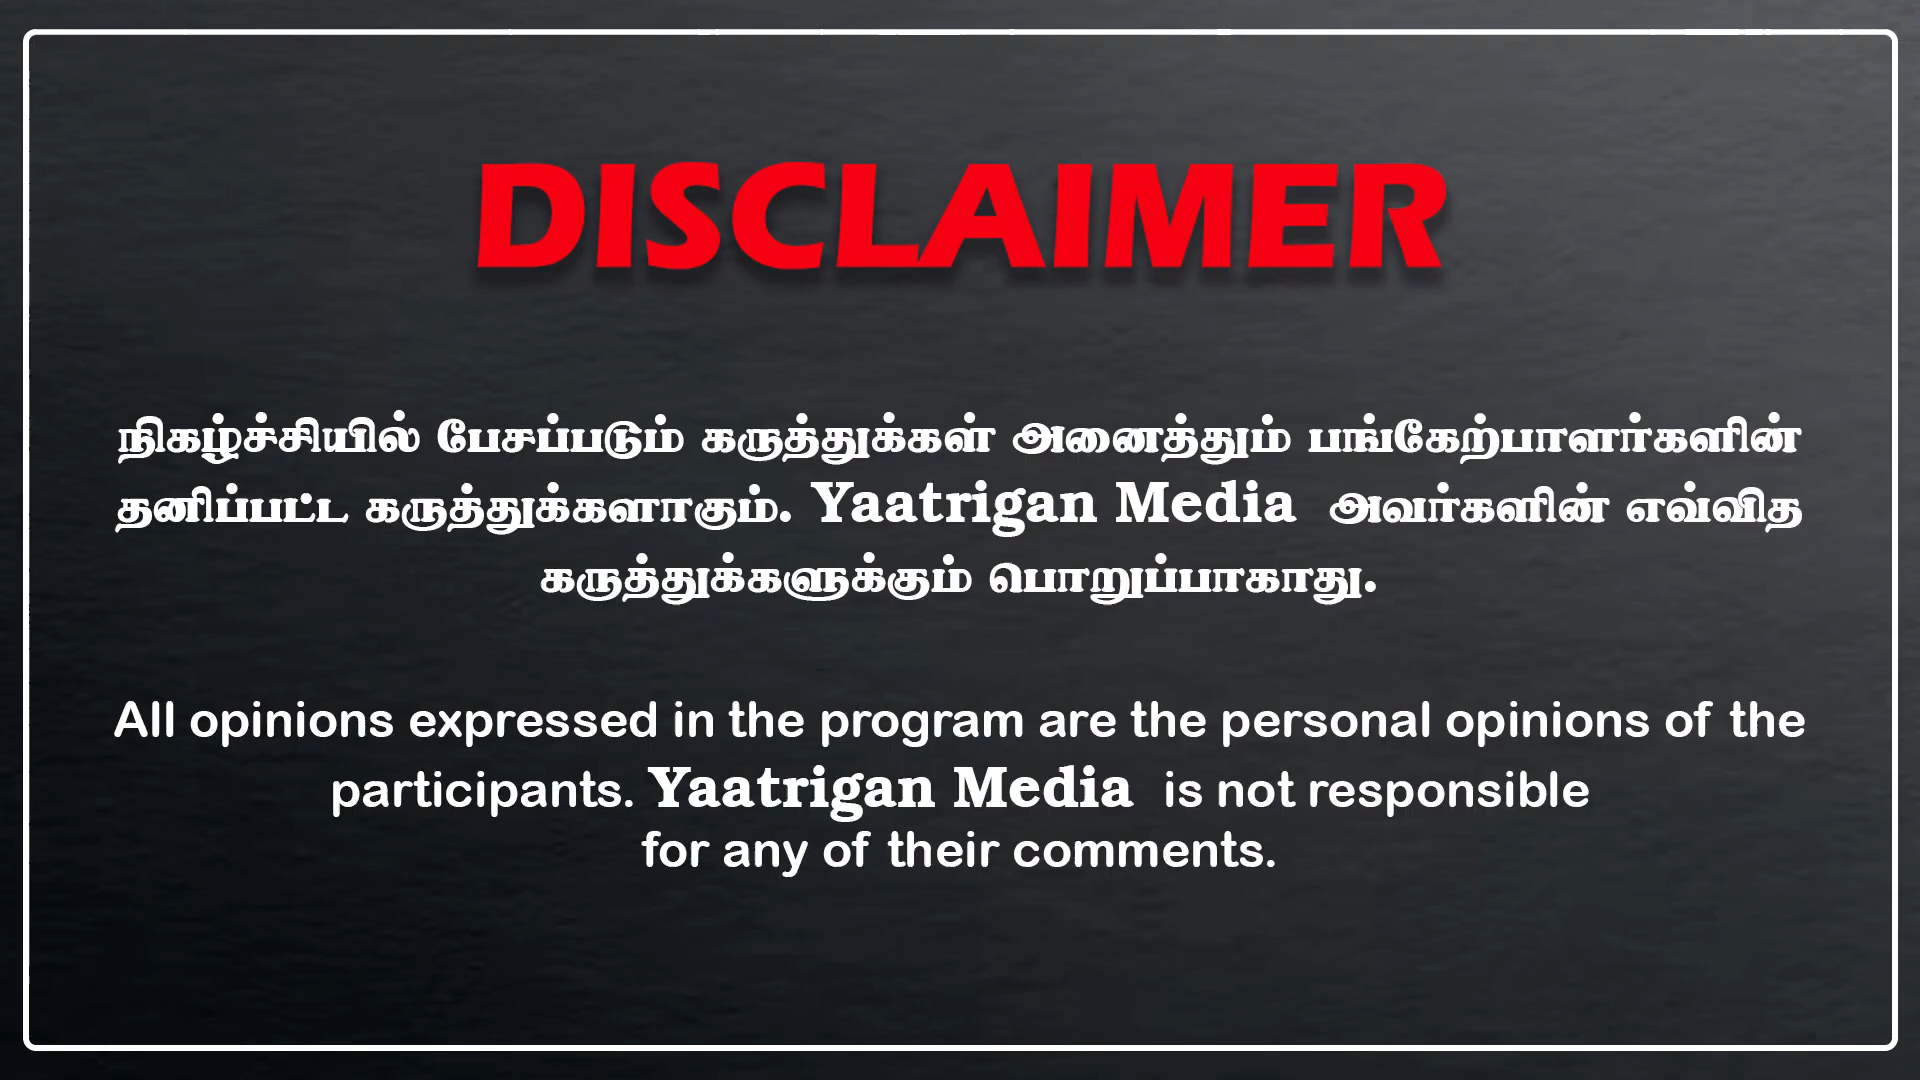 DISCLAIMER
நிகழ்ச்சியில் பேசப்படும் கருத்துக்கள் அனைத்தும் பங்கேற்பாளர்களின்
தனிப்பட்ட கருத்துக்களாகும். Yaatrigan Media அவர்களின் எவ்வித
கருத்துக்களுக்கும் பொறுப்பாகாது.
All opinions expressed in the program are the personal opinions of the
participants. Yaatrigan Media is not responsible
for any of their comments.